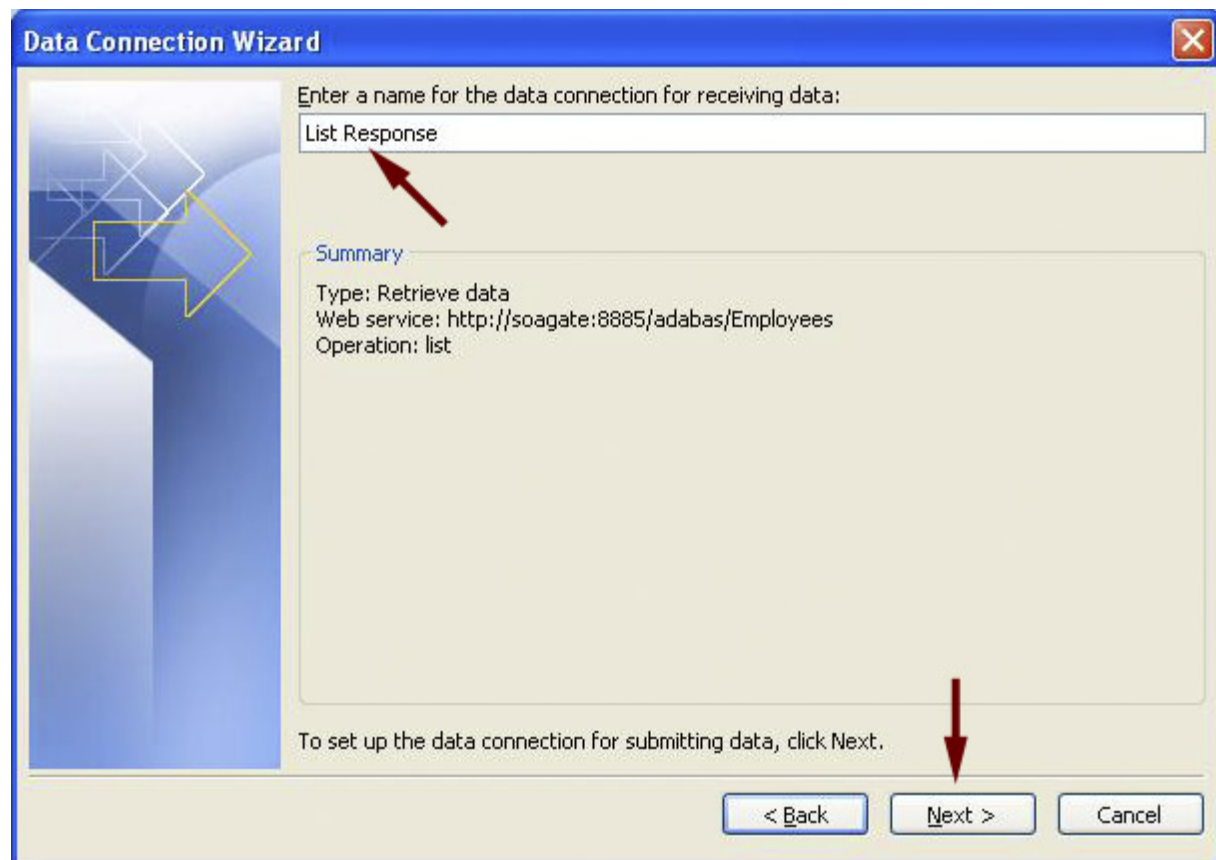 Data Connection Wizard
Enter a name for the data connection for receiving data:
List Response
Summary
Type: Retrieve data
Web service: http://soagate:8885/adabas/Employees
Operation: list
To set up the data connection for submitting data, click Next.
< Back
Next >
Cancel